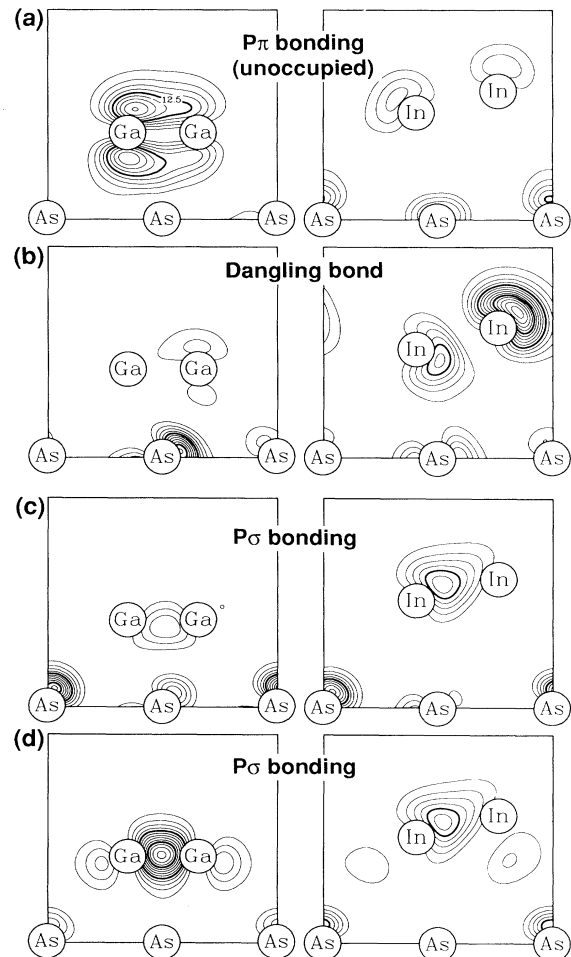 (a)
Pπ bonding
(unoccupied)
12.5
Ga Ga
In
In
As As As
As As As
(b)
Dangling bond
Ga Ga
In
In
As As As
As As As
(c)
Pσ bonding
Ga Ga
In
In
As As As
As As As
(d)
Pσ bonding
Ga Ga
In
In
As As As
As As As